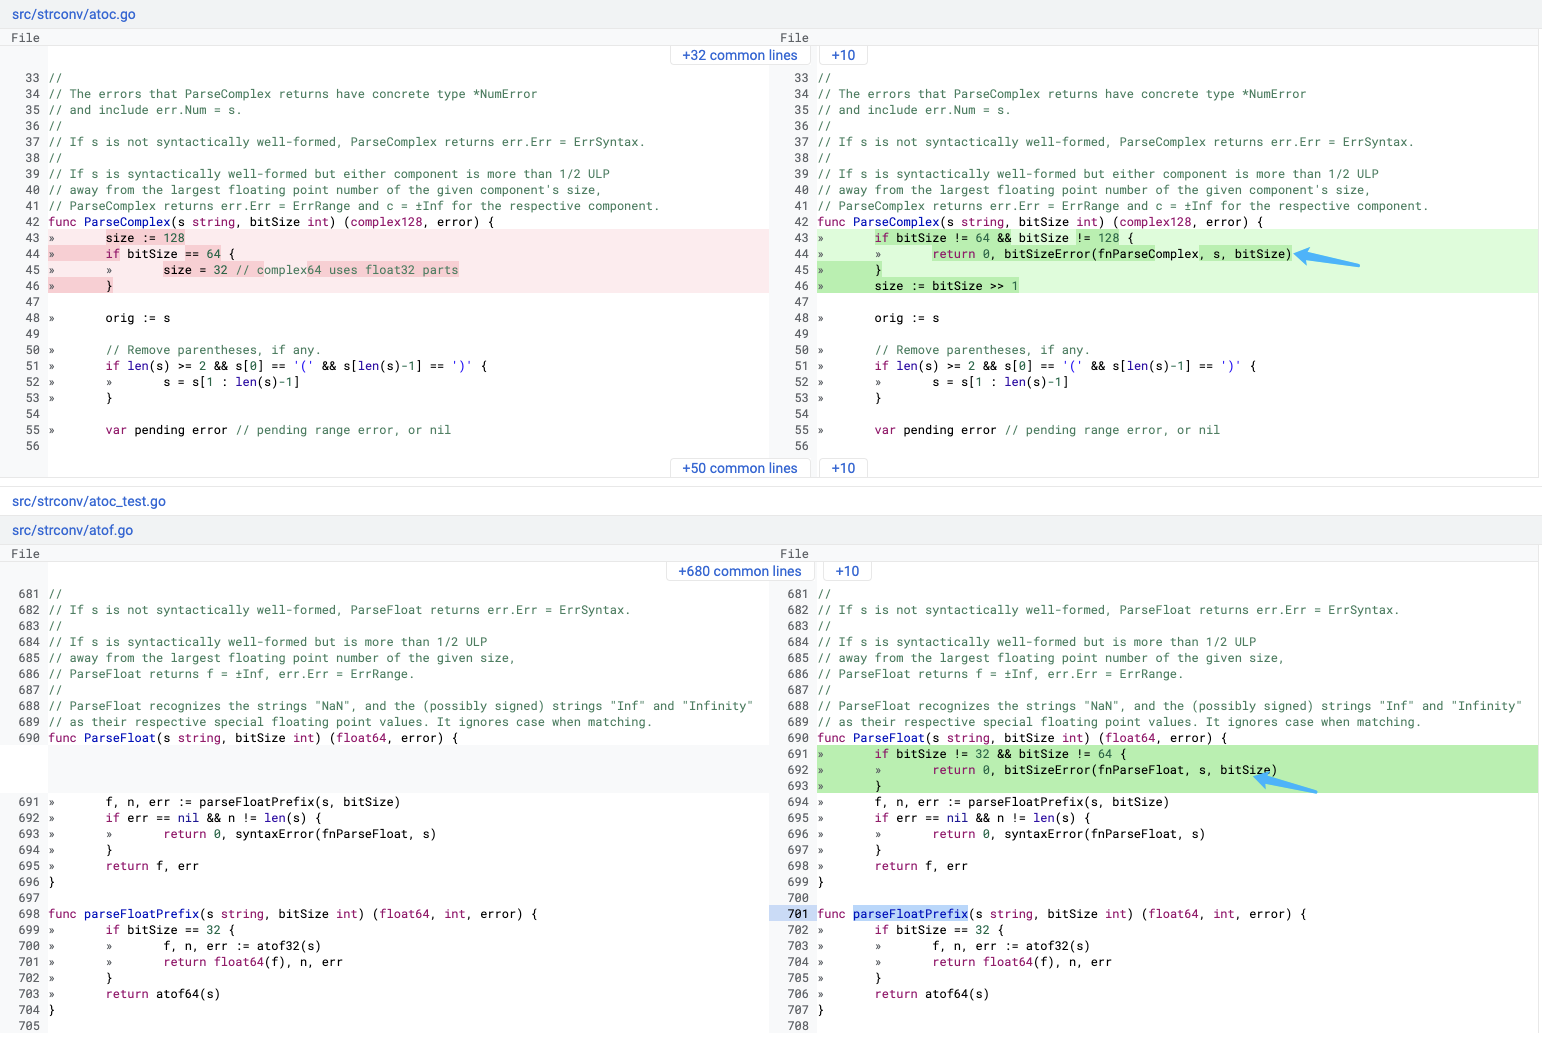 src/strconv/atoc.go
File
File
+32 common lines
+10
33 //
34 // The errors that ParseComplex returns have concrete type *NumError
35 // and include err.Num = s.
36 //
37 // If s is not syntactically well-formed, ParseComplex returns err.Err = ErrSyntax.
38 //
39 // If s is syntactically well-formed but either component is more than 1/2 ULP
40 // away from the largest floating point number of the given component's size,
41 // ParseComplex returns err.Err = ErrRange and c = ±Inf for the respective component.
42 func ParseComplex(s string, bitSize int) (complex128, error) {
43 » size := 128
44 » if bitSize == 64 {
45 » » size = 32 // complex64 uses float32 parts
46 » }
47
48 » orig := s
49
50 » // Remove parentheses, if any.
51 » if len(s) >= 2 && s[0] == '(' && s[len(s)-1] == ')' {
52 » » s = s[1 : len(s)-1]
53 » }
54
55 » var pending error // pending range error, or nil
56
33 //
34 // The errors that ParseComplex returns have concrete type *NumError
35 // and include err.Num = s.
36 //
37 // If s is not syntactically well-formed, ParseComplex returns err.Err = ErrSyntax.
38 //
39 // If s is syntactically well-formed but either component is more than 1/2 ULP
40 // away from the largest floating point number of the given component's size,
41 // ParseComplex returns err.Err = ErrRange and c = ±Inf for the respective component.
42 func ParseComplex(s string, bitSize int) (complex128, error) {
43 » if bitSize != 64 && bitSize != 128 {
44 » » return 0, bitSizeError(fnParseComplex, s, bitSize)
45 » }
46 » size := bitSize >> 1
47
48 » orig := s
49
50 » // Remove parentheses, if any.
51 » if len(s) >= 2 && s[0] == '(' && s[len(s)-1] == ')' {
52 » » s = s[1 : len(s)-1]
53 » }
54
55 » var pending error // pending range error, or nil
56
+50 common lines
+10
src/strconv/atoc_test.go
src/strconv/atof.go
File
File
+680 common lines
+10
681 //
682 // If s is not syntactically well-formed, ParseFloat returns err.Err = ErrSyntax.
683 //
684 // If s is syntactically well-formed but is more than 1/2 ULP
685 // away from the largest floating point number of the given size,
686 // ParseFloat returns f = ±Inf, err.Err = ErrRange.
687 //
688 // ParseFloat recognizes the strings "NaN", and the (possibly signed) strings "Inf" and "Infinity"
689 // as their respective special floating point values. It ignores case when matching.
690 func ParseFloat(s string, bitSize int) (float64, error) {
691 » f, n, err := parseFloatPrefix(s, bitSize)
692 » if err == nil && n != len(s) {
693 » » return 0, syntaxError(fnParseFloat, s)
694 » }
695 » return f, err
696 }
697
698 func parseFloatPrefix(s string, bitSize int) (float64, int, error) {
699 » if bitSize == 32 {
700 » » f, n, err := atof32(s)
701 » » return float64(f), n, err
702 » }
703 » return atof64(s)
704 }
705
681 //
682 // If s is not syntactically well-formed, ParseFloat returns err.Err = ErrSyntax.
683 //
684 // If s is syntactically well-formed but is more than 1/2 ULP
685 // away from the largest floating point number of the given size,
686 // ParseFloat returns f = ±Inf, err.Err = ErrRange.
687 //
688 // ParseFloat recognizes the strings "NaN", and the (possibly signed) strings "Inf" and "Infinity"
689 // as their respective special floating point values. It ignores case when matching.
690 func ParseFloat(s string, bitSize int) (float64, error) {
691 » if bitSize != 32 && bitSize != 64 {
692 » » return 0, bitSizeError(fnParseFloat, s, bitSize)
693 » }
694 » f, n, err := parseFloatPrefix(s, bitSize)
695 » if err == nil && n != len(s) {
696 » » return 0, syntaxError(fnParseFloat, s)
697 » }
698 » return f, err
699 }
700
701 func parseFloatPrefix(s string, bitSize int) (float64, int, error) {
702 » if bitSize == 32 {
703 » » f, n, err := atof32(s)
704 » » return float64(f), n, err
705 » }
706 » return atof64(s)
707 }
708